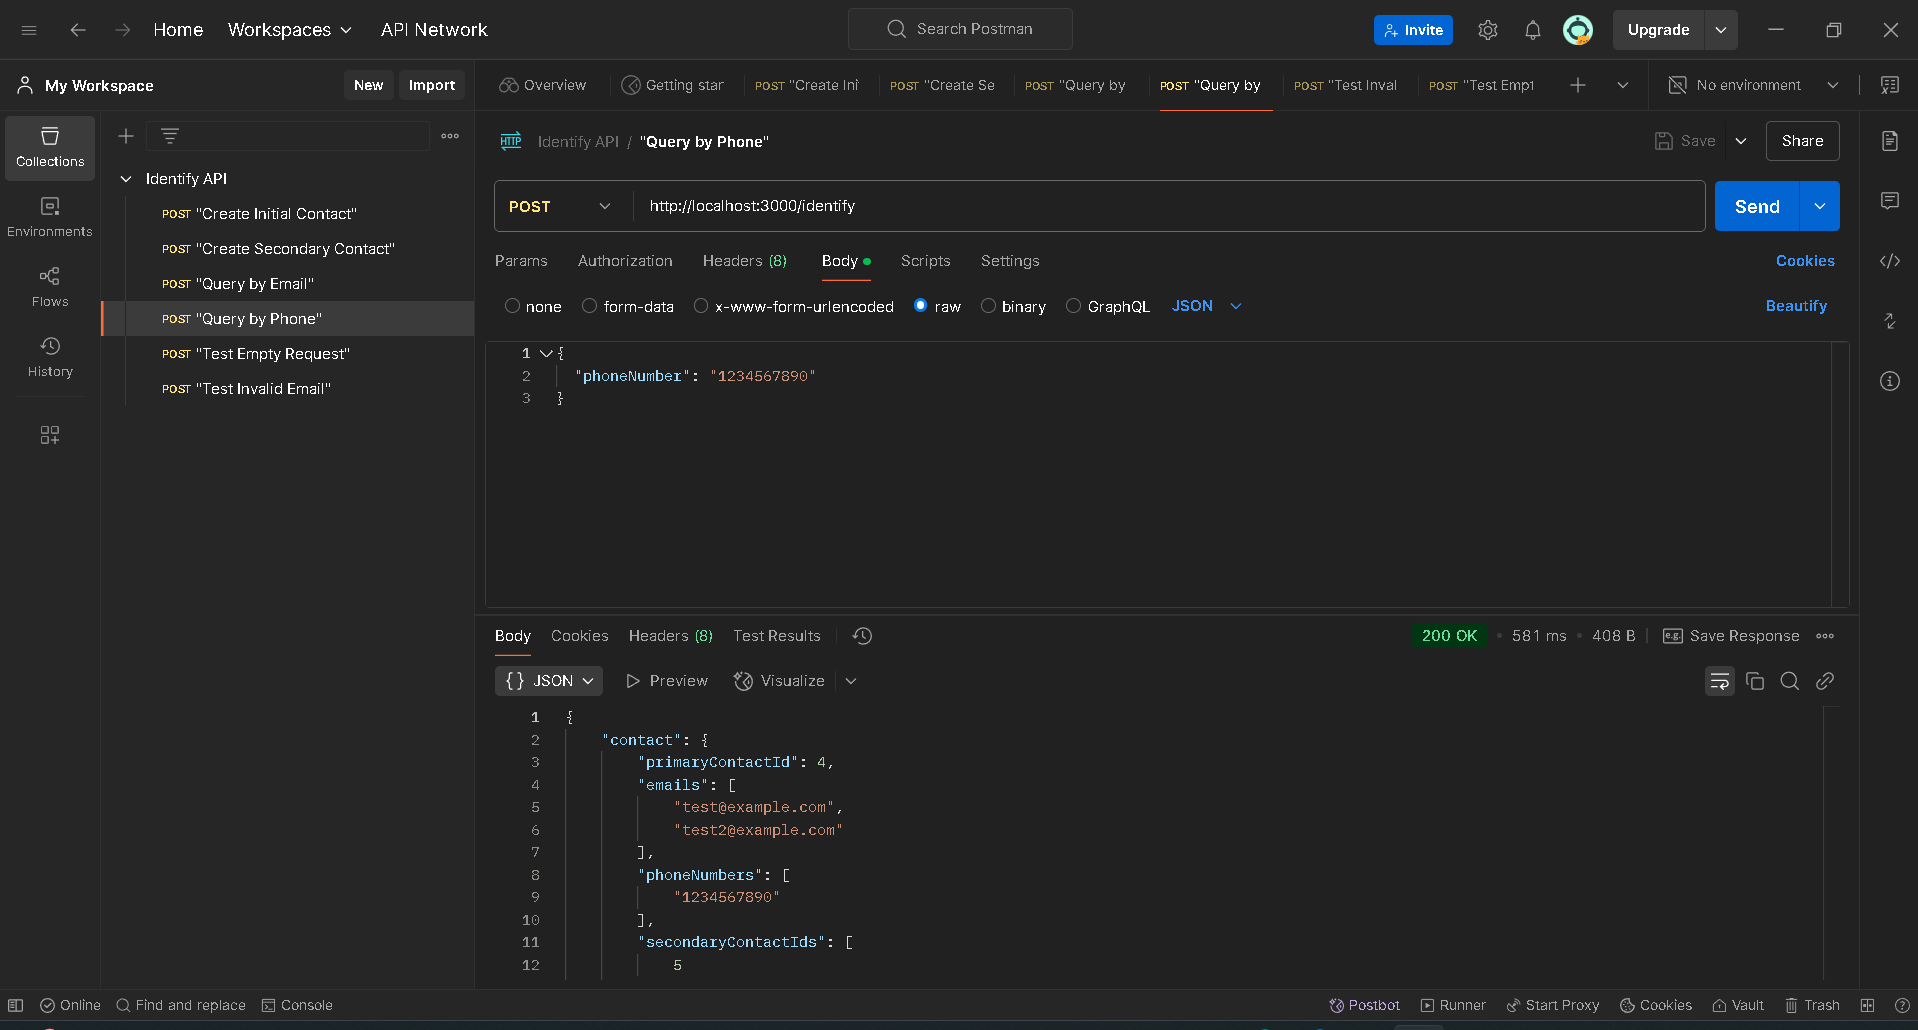 Home Workspaces API Network Search Postman Invite Upgrade
My Workspace New Import
Overview Getting star POST "Create Init POST "Create Se POST "Query by POST "Query by POST "Test Inval POST "Test Empt No environment
Collections
Environments
Flows
History
Identify API
POST "Create Initial Contact"
POST "Create Secondary Contact"
POST "Query by Email"
POST "Query by Phone"
POST "Test Empty Request"
POST "Test Invalid Email"
HTTP Identify API / "Query by Phone" Save Share
POST http://localhost:3000/identify Send
Params Authorization Headers (8) Body Scripts Settings Cookies
none form-data x-www-form-urlencoded raw binary GraphQL JSON Beautify
1 {
2 "phoneNumber": "1234567890"
3 }
Body Cookies Headers (8) Test Results 200 OK • 581 ms • 408 B e.g. Save Response
{} JSON Preview Visualize
1 {
2 "contact": {
3 "primaryContactId": 4,
4 "emails": [
5 "test@example.com",
6 "test2@example.com"
7 ],
8 "phoneNumbers": [
9 "1234567890"
10 ],
11 "secondaryContactIds": [
12 5
Online Find and replace Console Postbot Runner Start Proxy Cookies Vault Trash